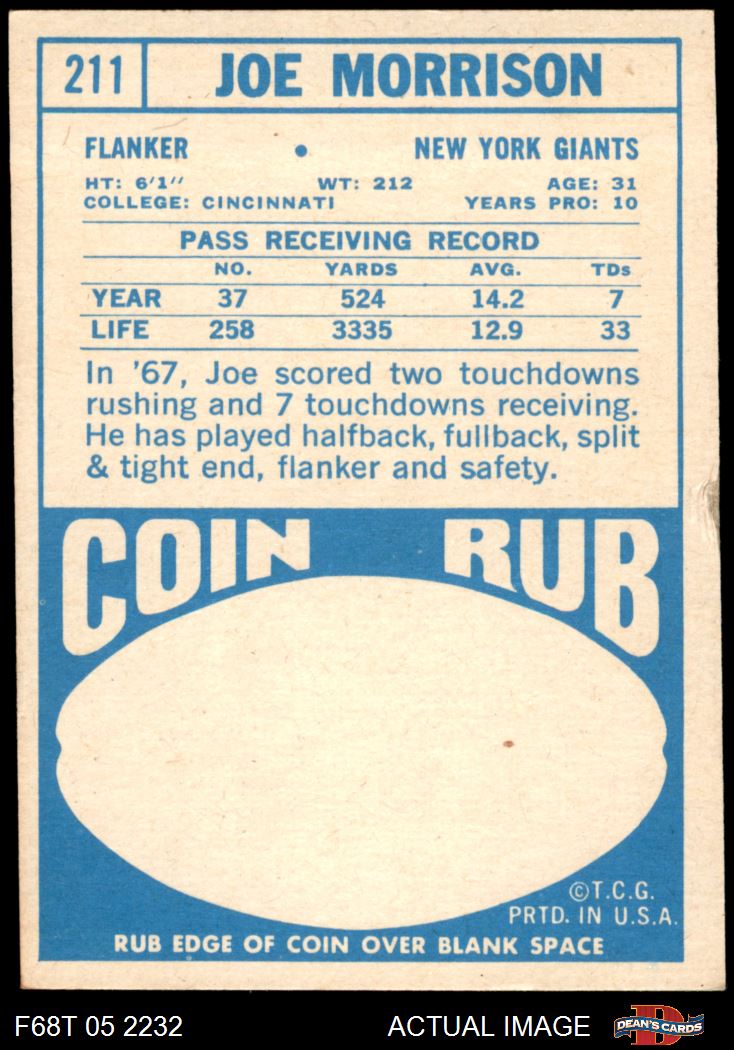 211 JOE MORRISON
FLANKER • NEW YORK GIANTS
HT: 6'1" WT: 212 AGE: 31
COLLEGE: CINCINNATI YEARS PRO: 10
PASS RECEIVING RECORD
NO. YARDS AVG. TDs
YEAR 37 524 14.2 7
LIFE 258 3335 12.9 33
In '67, Joe scored two touchdowns
rushing and 7 touchdowns receiving.
He has played halfback, fullback, split
& tight end, flanker and safety.
COIN RUB
©T.C.G.
PRTD. IN U.S.A.
RUB EDGE OF COIN OVER BLANK SPACE
F68T 05 2232 ACTUAL IMAGE DEAN'S CARDS